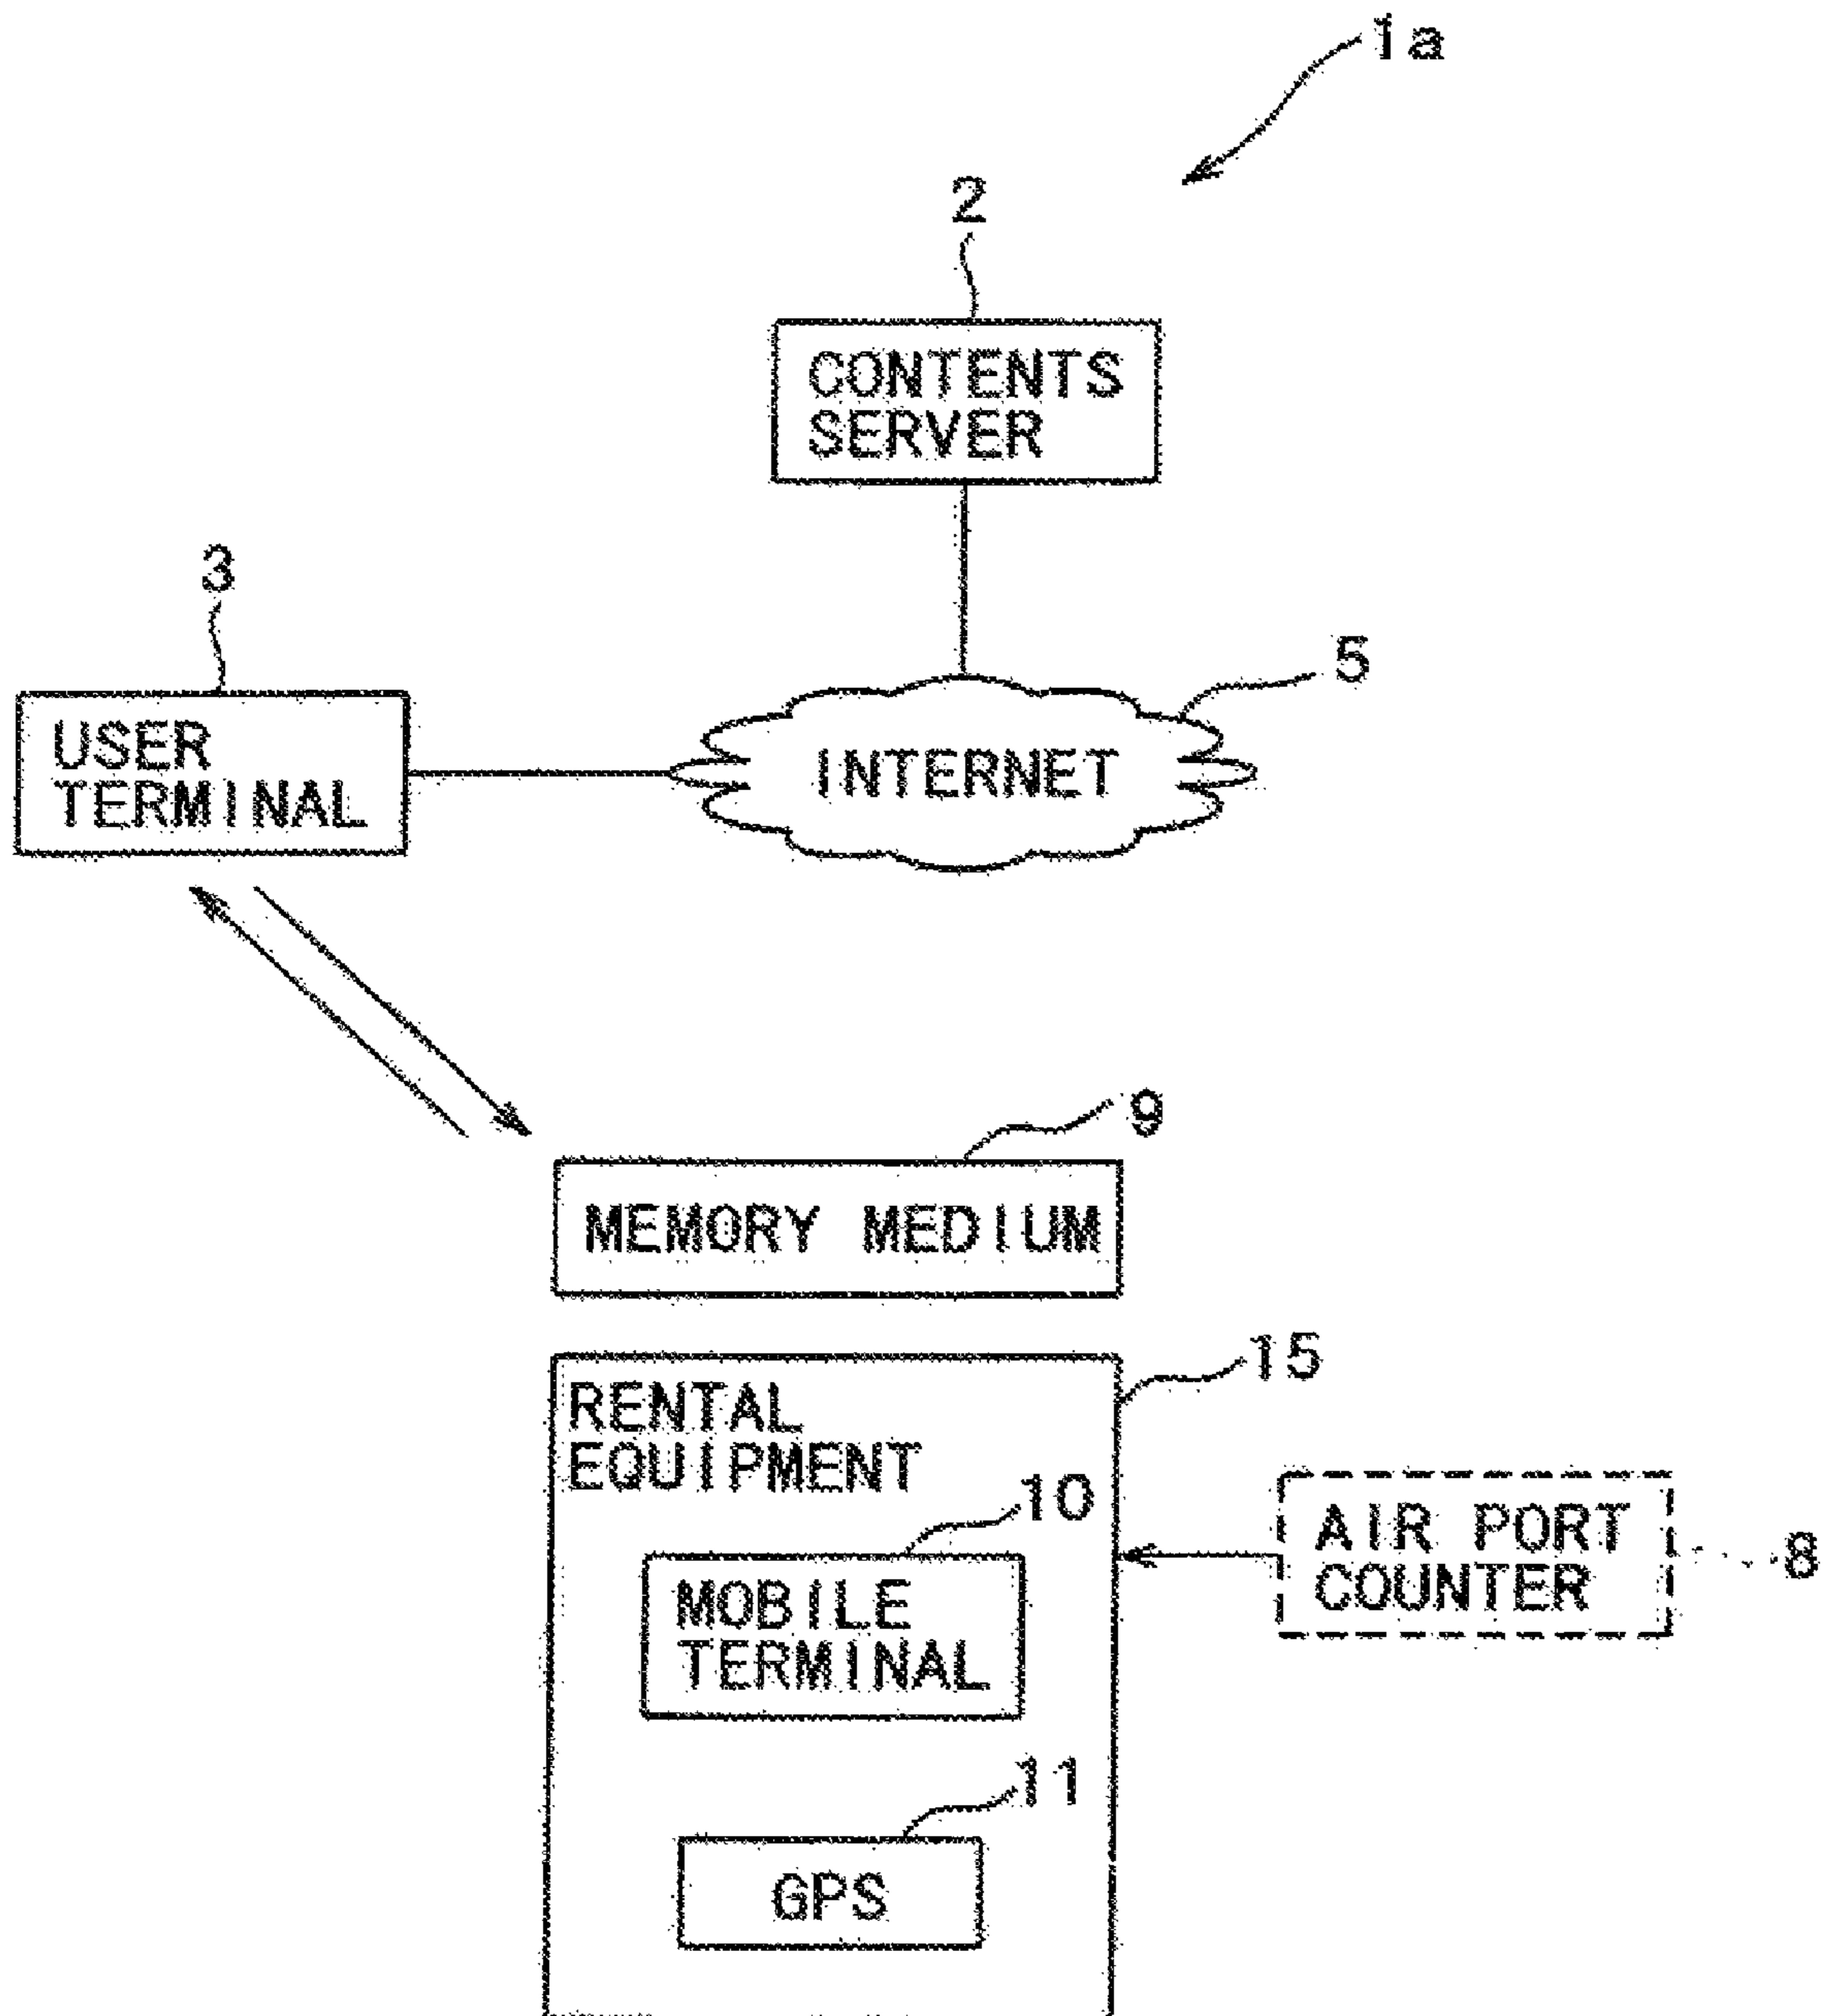 1a
2
CONTENTS
SERVER
3
5
USER
TERMINAL
INTERNET
9
MEMORY MEDIUM
15
RENTAL
EQUIPMENT
10
AIR PORT
COUNTER
8
MOBILE
TERMINAL
11
GPS